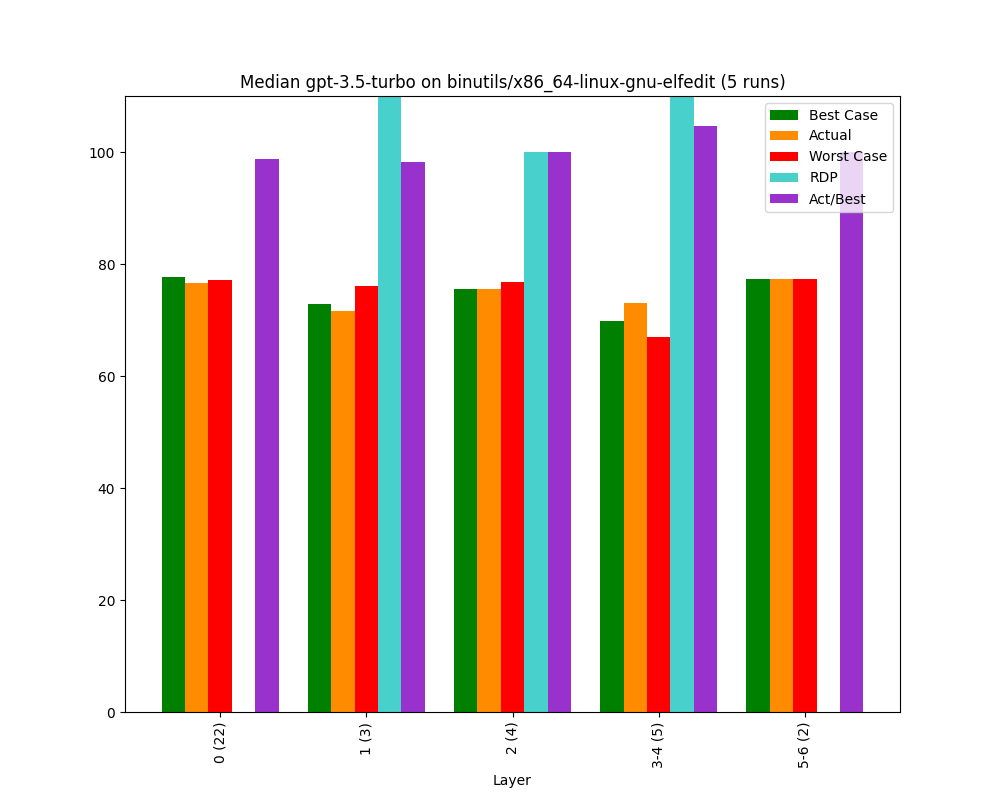 Median gpt-3.5-turbo on binutils/x86_64-linux-gnu-elfedit (5 runs)
Best Case
Actual
Worst Case
RDP
Act/Best
100
80
60
40
20
0
0 (22)
1 (3)
2 (4)
3-4 (5)
5-6 (2)
Layer